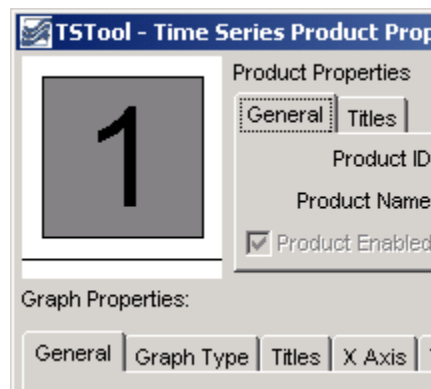 TSTool - Time Series Product Prop
Product Properties
General Titles
1
Product ID
Product Name
Product Enabled
Graph Properties:
General Graph Type Titles X Axis